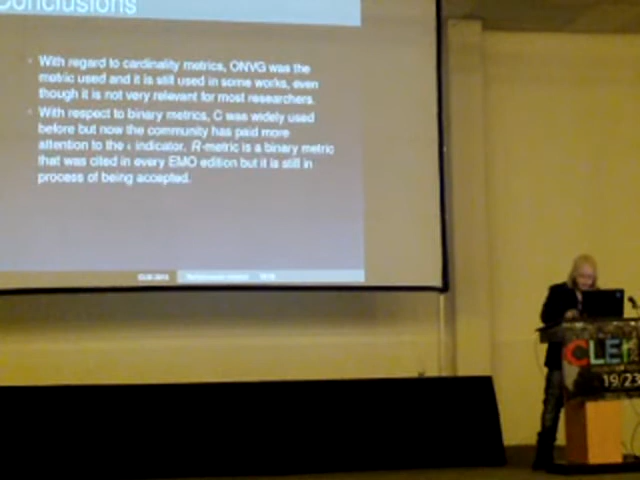 Conclusions
With regard to cardinality metrics, ONVG was the
metric used and it is still used in some works, even
though it is not very relevant for most researchers.
With respect to binary metrics, C was widely used
before but now the community has paid more
attention to the ε indicator. R-metric is a binary metric
that was cited in every EMO edition but it is still in
process of being accepted.
CLEI
19/23